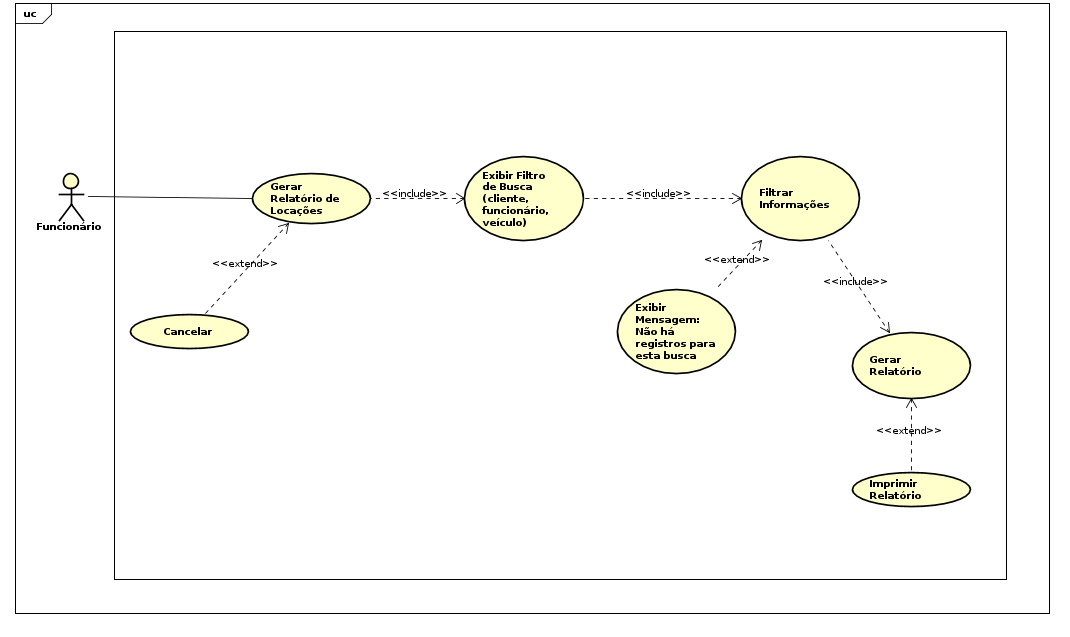 uc
Funcionário
Gerar
Relatório de
Locações
<<include>>
Exibir Filtro
de Busca
(cliente,
funcionário,
veículo)
<<include>>
Filtrar
Informações
<<extend>>
Cancelar
<<extend>>
Exibir
Mensagem:
Não há
registros para
esta busca
<<include>>
Gerar
Relatório
<<extend>>
Imprimir
Relatório